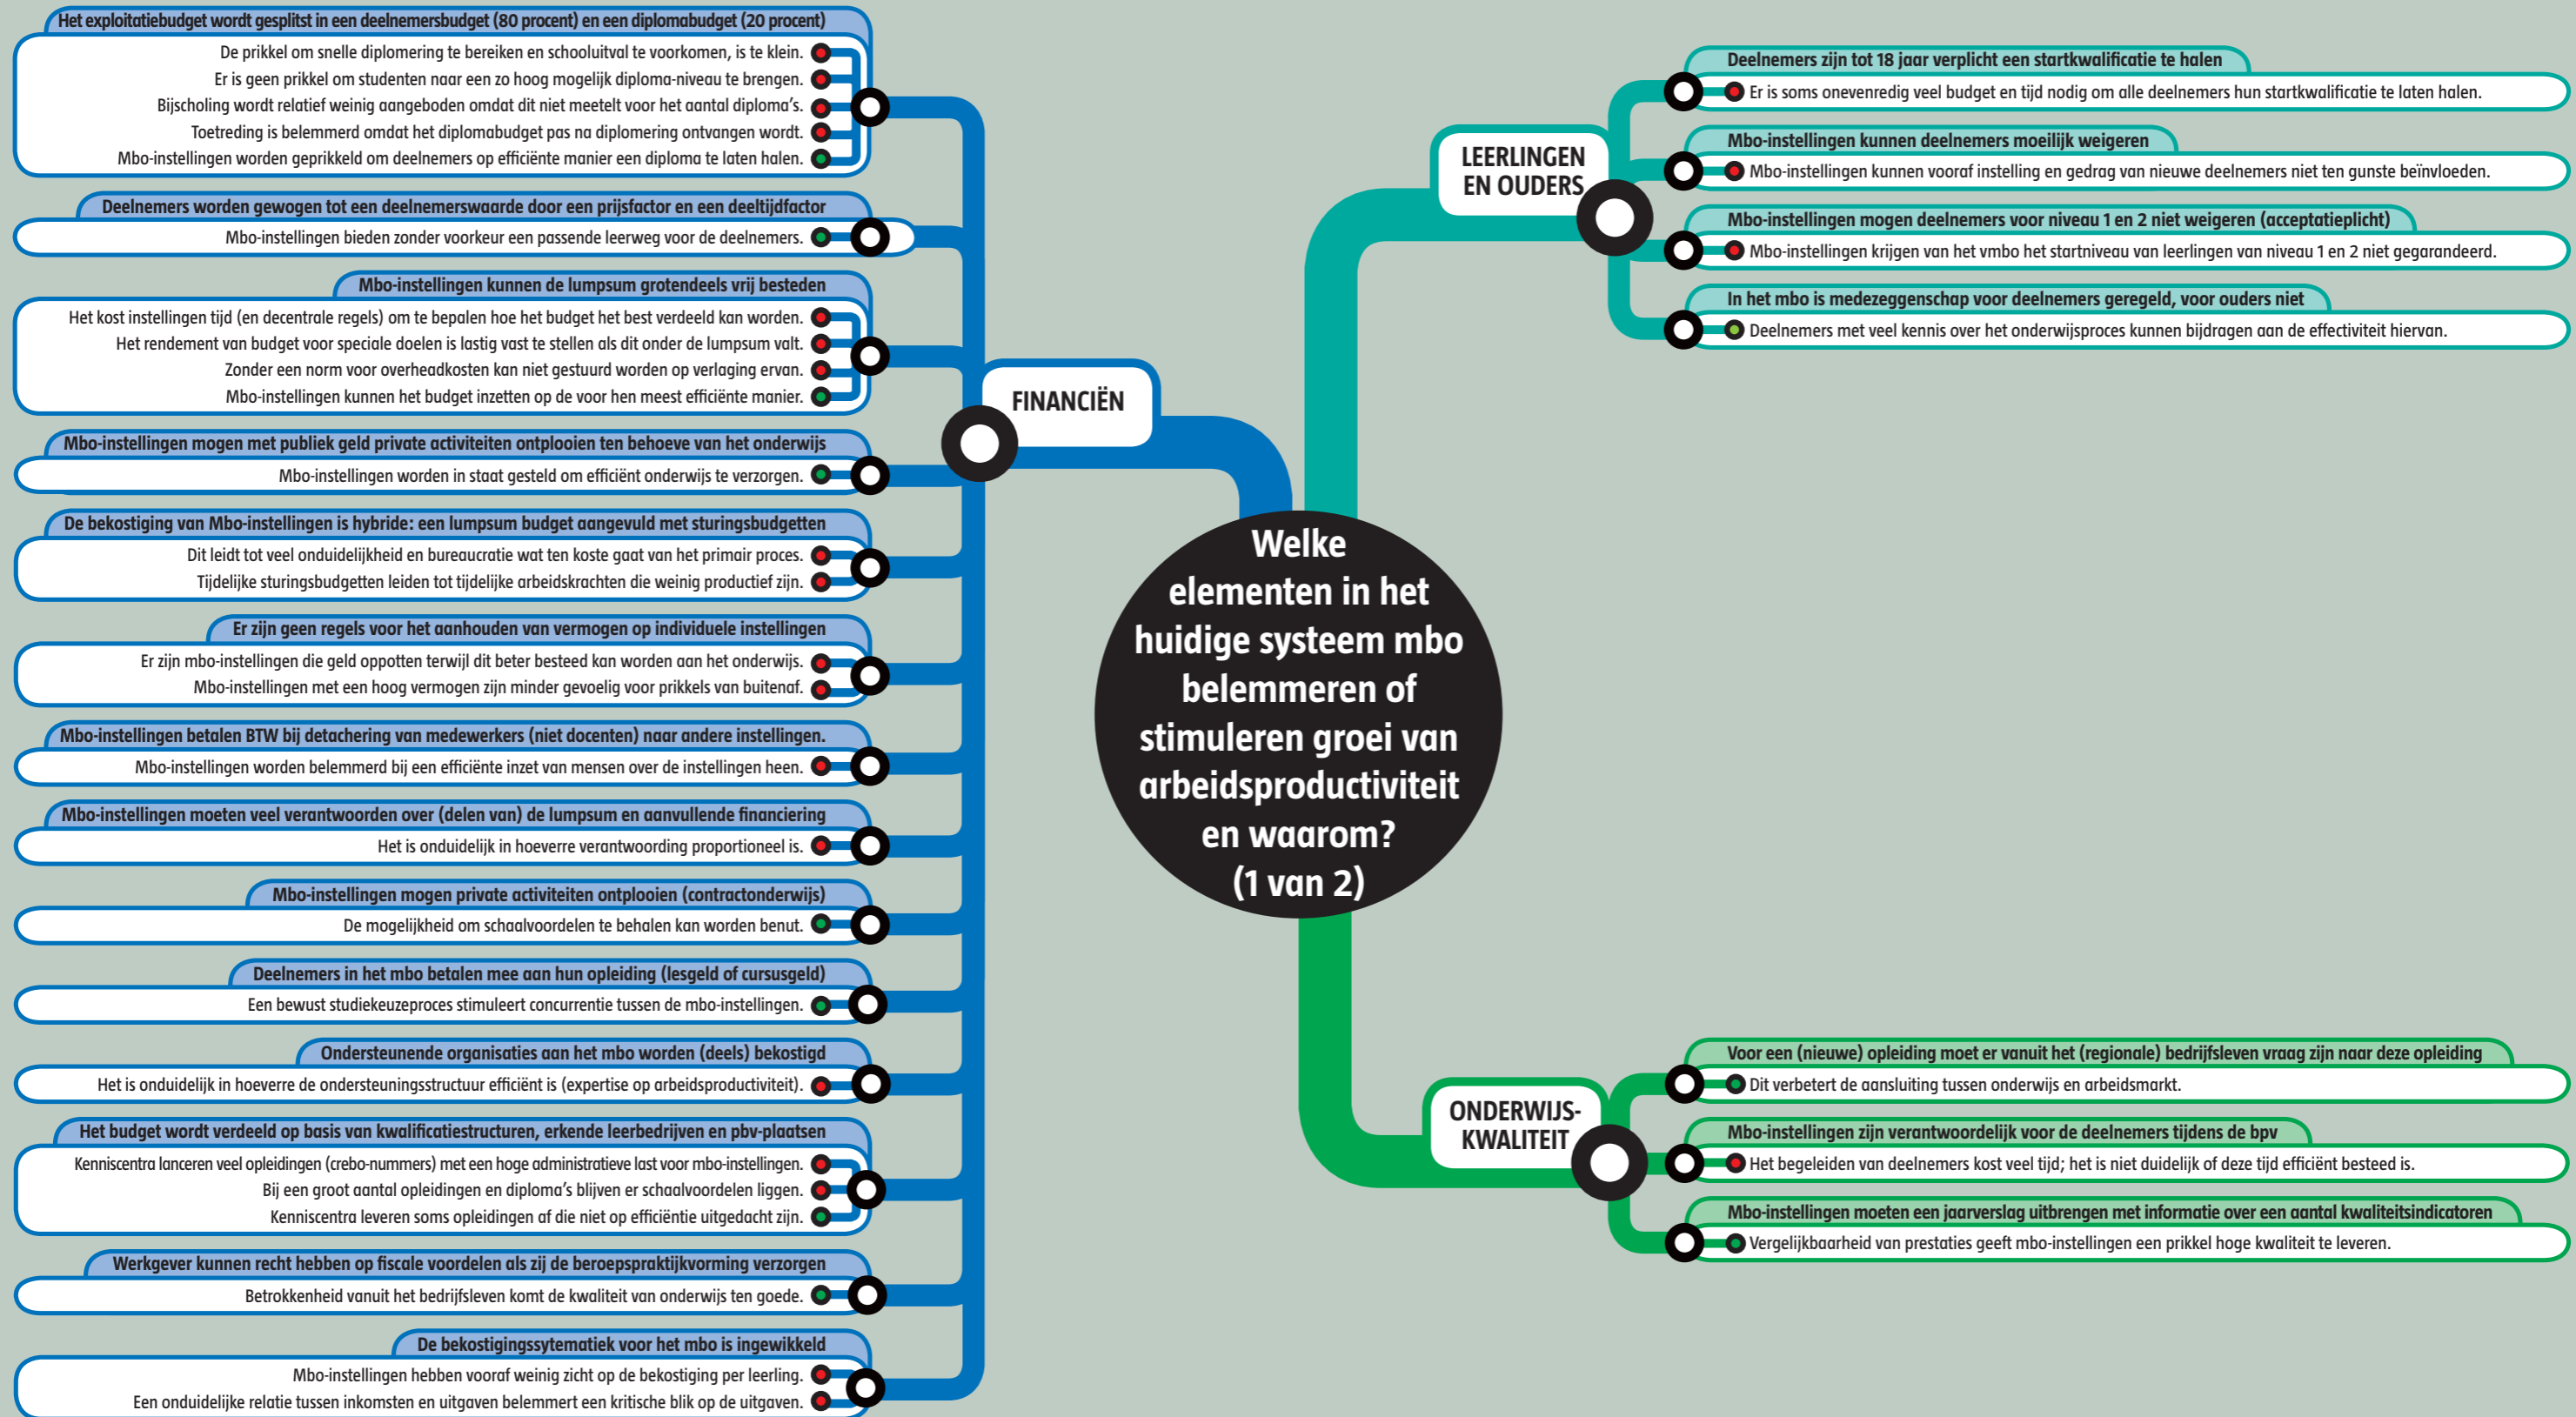 Het exploitatiebudget wordt gesplitst in een deelnemersbudget (80 procent) en een diplomabudget (20 procent)
De prikkel om snelle diplomering te bereiken en schooluitval te voorkomen, is te klein.
Er is geen prikkel om studenten naar een zo hoog mogelijk diploma-niveau te brengen.
Bijscholing wordt relatief weinig aangeboden omdat dit niet meetelt voor het aantal diploma's.
Toetreding is belemmerd omdat het diplomabudget pas na diplomering ontvangen wordt.
Mbo-instellingen worden geprikkeld om deelnemers op efficiënte manier een diploma te laten halen.
Deelnemers worden gewogen tot een deelnemerswaarde door een prijsfactor en een deeltijdfactor
Mbo-instellingen bieden zonder voorkeur een passende leerweg voor de deelnemers.
Mbo-instellingen kunnen de lumpsum grotendeels vrij besteden
Het kost instellingen tijd (en decentrale regels) om te bepalen hoe het budget het best verdeeld kan worden.
Het rendement van budget voor speciale doelen is lastig vast te stellen als dit onder de lumpsum valt.
Zonder een norm voor overheadkosten kan niet gestuurd worden op verlaging ervan.
Mbo-instellingen kunnen het budget inzetten op de voor hen meest efficiënte manier.
Mbo-instellingen mogen met publiek geld private activiteiten ontplooien ten behoeve van het onderwijs
Mbo-instellingen worden in staat gesteld om efficiënt onderwijs te verzorgen.
De bekostiging van Mbo-instellingen is hybride: een lumpsum budget aangevuld met sturingsbudgetten
Dit leidt tot veel onduidelijkheid en bureaucratie wat ten koste gaat van het primair proces.
Tijdelijke sturingsbudgetten leiden tot tijdelijke arbeidskrachten die weinig productief zijn.
Er zijn geen regels voor het aanhouden van vermogen op individuele instellingen
Er zijn mbo-instellingen die geld oppotten terwijl dit beter besteed kan worden aan het onderwijs.
Mbo-instellingen met een hoog vermogen zijn minder gevoelig voor prikkels van buitenaf.
Mbo-instellingen betalen BTW bij detachering van medewerkers (niet docenten) naar andere instellingen.
Mbo-instellingen worden belemmerd bij een efficiënte inzet van mensen over de instellingen heen.
Mbo-instellingen moeten veel verantwoorden over (delen van) de lumpsum en aanvullende financiering
Het is onduidelijk in hoeverre verantwoording proportioneel is.
Mbo-instellingen mogen private activiteiten ontplooien (contractonderwijs)
De mogelijkheid om schaalvoordelen te behalen kan worden benut.
Deelnemers in het mbo betalen mee aan hun opleiding (lesgeld of cursusgeld)
Een bewust studiekeuzeproces stimuleert concurrentie tussen de mbo-instellingen.
Ondersteunende organisaties aan het mbo worden (deels) bekostigd
Het is onduidelijk in hoeverre de ondersteuningsstructuur efficiënt is (expertise op arbeidsproductiviteit).
Het budget wordt verdeeld op basis van kwalificatiestructuren, erkende leerbedrijven en pbv-plaatsen
Kenniscentra lanceren veel opleidingen (crebo-nummers) met een hoge administratieve last voor mbo-instellingen.
Bij een groot aantal opleidingen en diploma's blijven er schaalvoordelen liggen.
Kenniscentra leveren soms opleidingen af die niet op efficiëntie uitgedacht zijn.
Werkgever kunnen recht hebben op fiscale voordelen als zij de beroepspraktijkvorming verzorgen
Betrokkenheid vanuit het bedrijfsleven komt de kwaliteit van onderwijs ten goede.
De bekostigingssytematiek voor het mbo is ingewikkeld
Mbo-instellingen hebben vooraf weinig zicht op de bekostiging per leerling.
Een onduidelijke relatie tussen inkomsten en uitgaven belemmert een kritische blik op de uitgaven.
FINANCIËN
Welke
elementen in het
huidige systeem mbo
belemmeren of
stimuleren groei van
arbeidsproductiviteit
en waarom?
(1 van 2)
LEERLINGEN
EN OUDERS
Deelnemers zijn tot 18 jaar verplicht een startkwalificatie te halen
Er is soms onevenredig veel budget en tijd nodig om alle deelnemers hun startkwalificatie te laten halen.
Mbo-instellingen kunnen deelnemers moeilijk weigeren
Mbo-instellingen kunnen vooraf instelling en gedrag van nieuwe deelnemers niet ten gunste beïnvloeden.
Mbo-instellingen mogen deelnemers voor niveau 1 en 2 niet weigeren (acceptatieplicht)
Mbo-instellingen krijgen van het vmbo het startniveau van leerlingen van niveau 1 en 2 niet gegarandeerd.
In het mbo is medezeggenschap voor deelnemers geregeld, voor ouders niet
Deelnemers met veel kennis over het onderwijsproces kunnen bijdragen aan de effectiviteit hiervan.
ONDERWIJS-
KWALITEIT
Voor een (nieuwe) opleiding moet er vanuit het (regionale) bedrijfsleven vraag zijn naar deze opleiding
Dit verbetert de aansluiting tussen onderwijs en arbeidsmarkt.
Mbo-instellingen zijn verantwoordelijk voor de deelnemers tijdens de bpv
Het begeleiden van deelnemers kost veel tijd; het is niet duidelijk of deze tijd efficiënt besteed is.
Mbo-instellingen moeten een jaarverslag uitbrengen met informatie over een aantal kwaliteitsindicatoren
Vergelijkbaarheid van prestaties geeft mbo-instellingen een prikkel hoge kwaliteit te leveren.